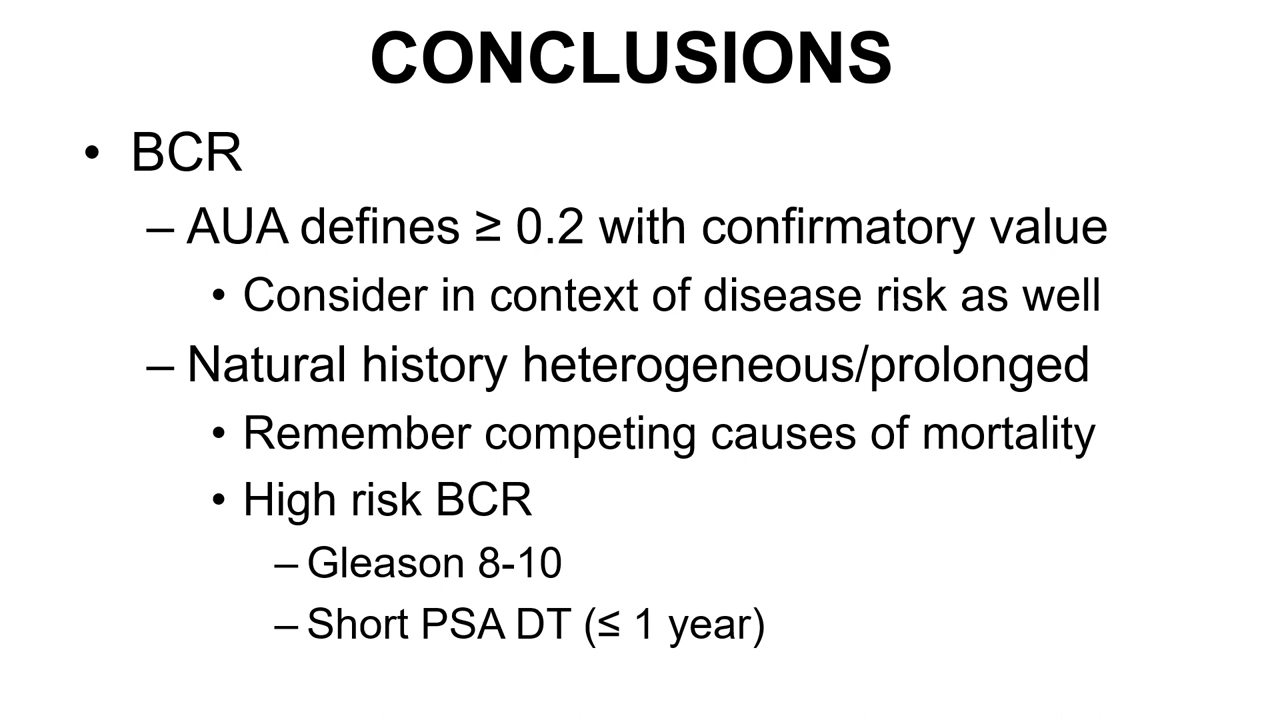 CONCLUSIONS
• BCR
– AUA defines ≥ 0.2 with confirmatory value
• Consider in context of disease risk as well
– Natural history heterogeneous/prolonged
• Remember competing causes of mortality
• High risk BCR
– Gleason 8-10
– Short PSA DT (≤ 1 year)